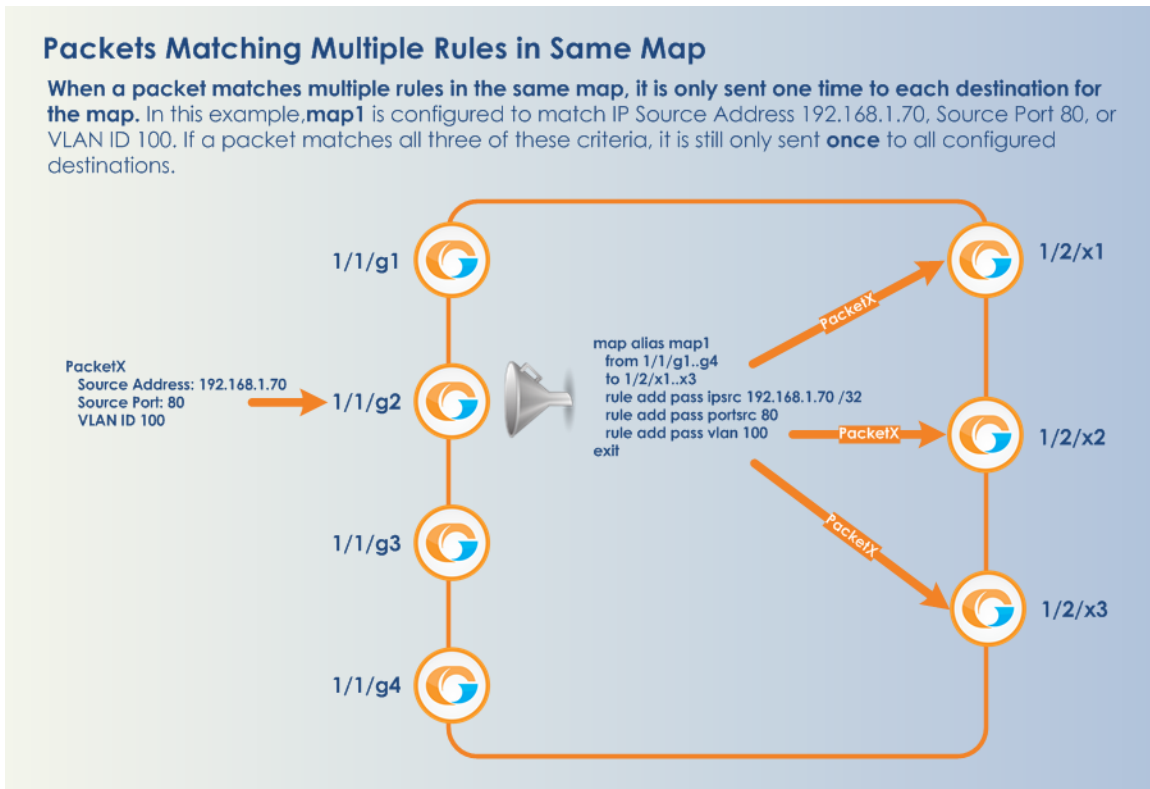 Packets Matching Multiple Rules in Same Map
When a packet matches multiple rules in the same map, it is only sent one time to each destination for
the map. In this example,map1 is configured to match IP Source Address 192.168.1.70, Source Port 80, or
VLAN ID 100. If a packet matches all three of these criteria, it is still only sent once to all configured
destinations.
1/1/g1
1/2/x1
PacketX
PacketX
Source Address: 192.168.1.70
Source Port: 80
VLAN ID 100
1/1/g2
map alias map1
from 1/1/g1..g4
to 1/2/x1..x3
rule add pass ipsrc 192.168.1.70 /32
rule add pass portsrc 80
rule add pass vlan 100
exit
PacketX
1/2/x2
PacketX
1/1/g3
1/2/x3
1/1/g4